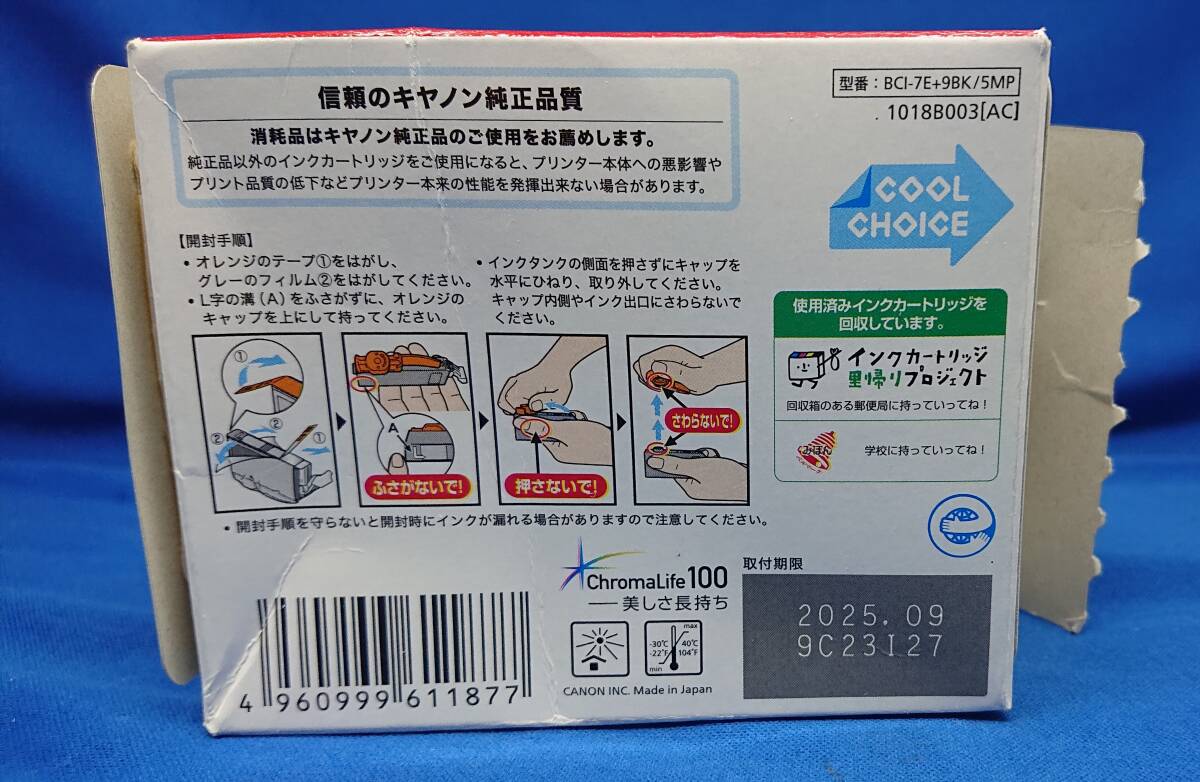 信頼のキヤノン純正品質
消耗品はキヤノン純正品のご使用をお薦めします。
純正品以外のインクカートリッジをご使用になると、プリンター本体への悪影響や
プリント品質の低下などプリンター本来の性能を発揮出来ない場合があります。
型番：BCI-7E+9BK/5MP
1018B003[AC]
COOL
CHOICE
【開封手順】
• オレンジのテープ①をはがし、
グレーのフィルム②をはがしてください。
• L字の溝（A）をふさがずに、オレンジの
キャップを上にして持ってください。
• インクタンクの側面を押さずにキャップを
水平にひねり、取り外してください。
キャップ内側やインク出口にさわらないで
ください。
①
② ② ①
A
ふさがないで!
押さないで!
さわらないで!
• 開封手順を守らないと開封時にインクが漏れる場合がありますので注意してください。
使用済みインクカートリッジを
回収しています。
インクカートリッジ
里帰りプロジェクト
回収箱のある郵便局に持っていってね！
みほん
学校に持っていってね！
ChromaLife100
美しさ長持ち
-30℃
-22℉
min
max
40℃
104℉
CANON INC. Made in Japan
取付期限
2025.09
9C23I27
4 960999 611877